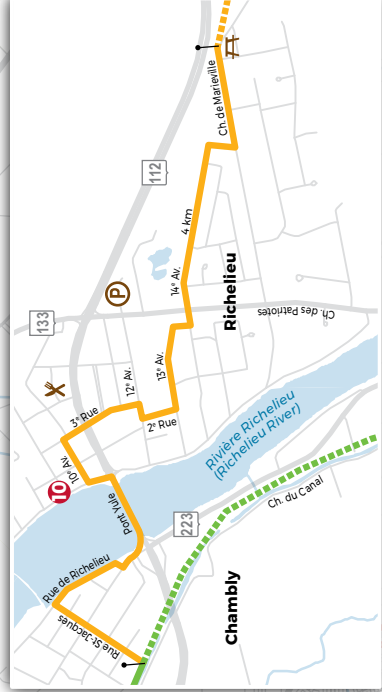 112
Ch. de Marieville
4 km
133
P
14e Av.
Richelieu
Ch. des Patriotes
13e Av.
12e Av.
2e Rue
3e Rue
10e Av.
10
Pont Yule
Rivière Richelieu
(Richelieu River)
223
Ch. du Canal
Rue de Richelieu
Rue St-Jacques
Chambly